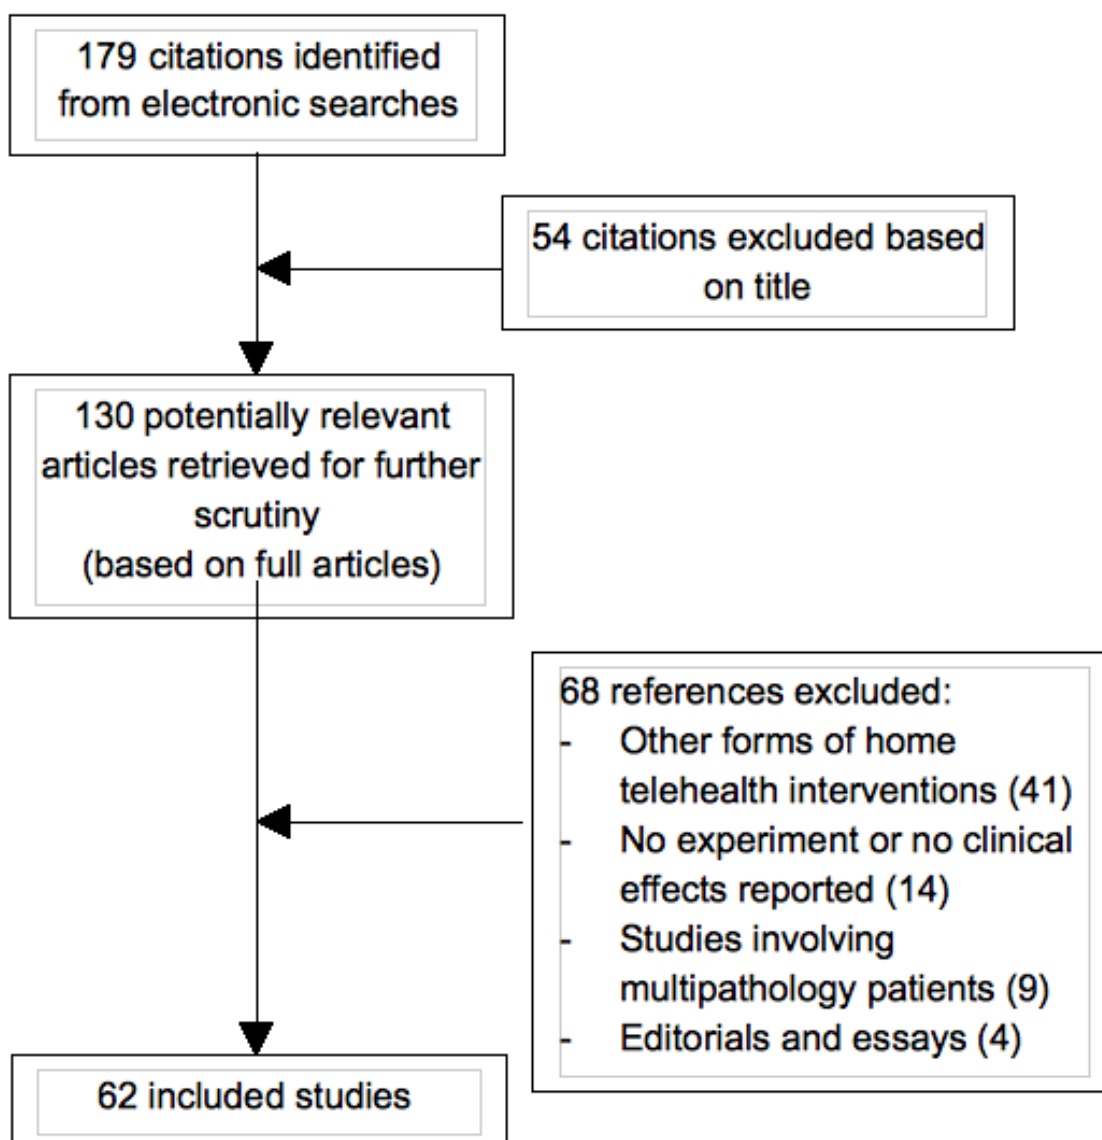 179 citations identified
from electronic searches
54 citations excluded based
on title
130 potentially relevant
articles retrieved for further
scrutiny
(based on full articles)
68 references excluded:
- Other forms of home
telehealth interventions (41)
- No experiment or no clinical
effects reported (14)
- Studies involving
multipathology patients (9)
- Editorials and essays (4)
62 included studies